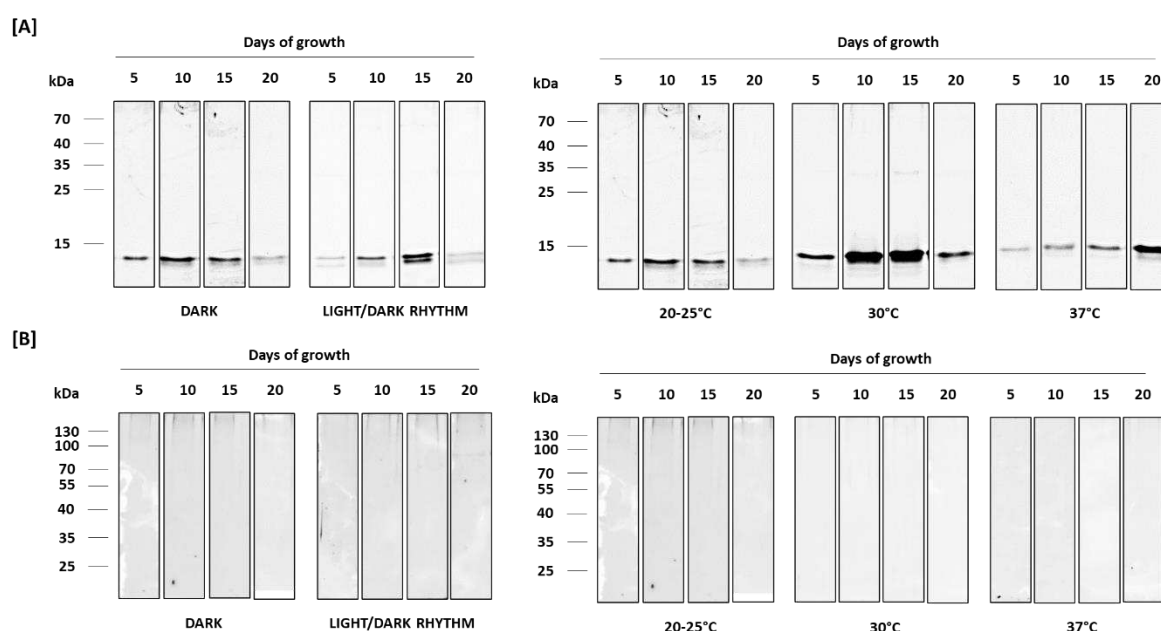 [A]
Days of growth
kDa 5 10 15 20 5 10 15 20
70
40
35
25
15
DARK LIGHT/DARK RHYTHM
Days of growth
kDa 5 10 15 20 5 10 15 20 5 10 15 20
70
40
35
25
15
20-25°C 30°C 37°C
[B]
Days of growth
kDa 5 10 15 20 5 10 15 20
130
100
70
55
40
35
25
DARK LIGHT/DARK RHYTHM
Days of growth
kDa 5 10 15 20 5 10 15 20 5 10 15 20
130
100
70
55
40
35
25
20-25°C 30°C 37°C